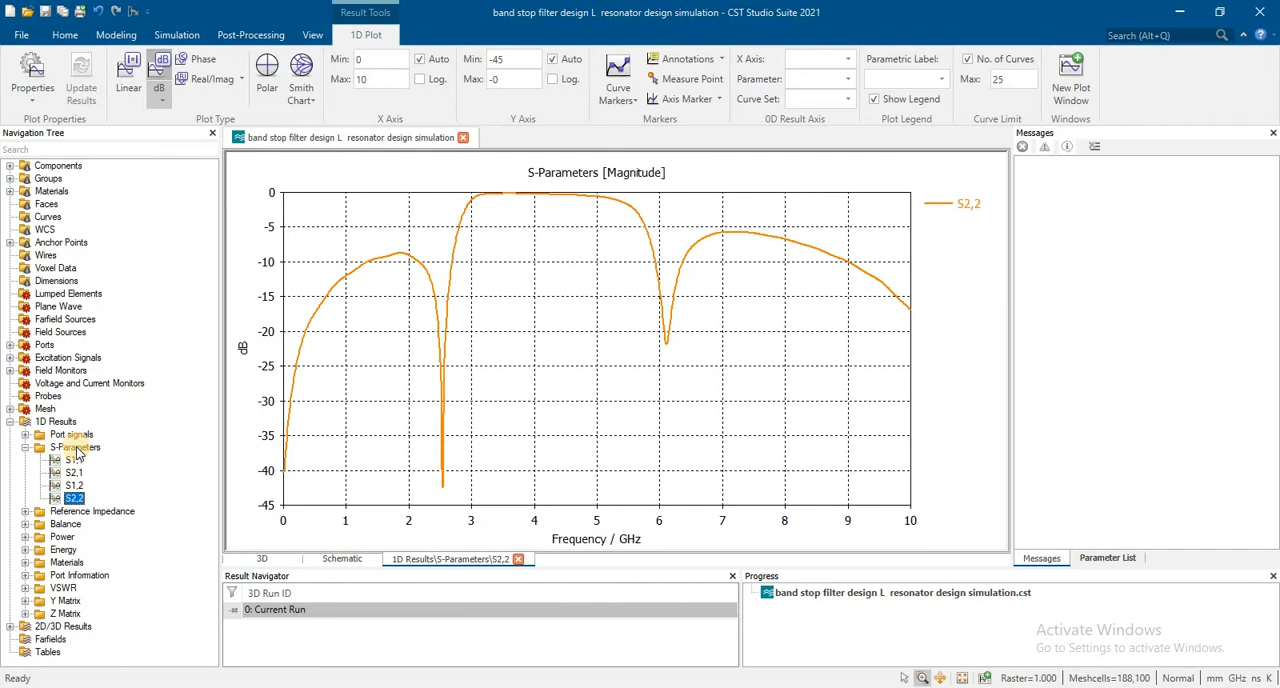 Result Tools
band stop filter design L  resonator design simulation - CST Studio Suite 2021
File Home Modeling Simulation Post-Processing View 1D Plot Search (Alt+Q)
Properties
Update
Results
Plot Properties
Linear
dB
Phase
Real/Imag
Polar
Smith
Chart
Plot Type
Min: 0 Auto
Max: 10 Log.
X Axis
Min: -45 Auto
Max: -0 Log.
Y Axis
Curve
Markers
Annotations
Measure Point
Axis Marker
Markers
X Axis:
Parameter:
Curve Set:
0D Result Axis
Parametric Label:
Show Legend
Plot Legend
No. of Curves
Max: 25
Curve Limit
New Plot
Window
Windows
Navigation Tree
Search
Components
Groups
Materials
Faces
Curves
WCS
Anchor Points
Wires
Voxel Data
Dimensions
Lumped Elements
Plane Wave
Farfield Sources
Field Sources
Ports
Excitation Signals
Field Monitors
Voltage and Current Monitors
Probes
Mesh
1D Results
Port signals
S-Parameters
S1,1
S2,1
S1,2
S2,2
Reference Impedance
Balance
Power
Energy
Materials
Port Information
VSWR
Y Matrix
Z Matrix
2D/3D Results
Farfields
Tables
band stop filter design L  resonator design simulation
S-Parameters [Magnitude]
S2,2
0
-5
-10
-15
-20
-25
-30
-35
-40
-45
dB
0 1 2 3 4 5 6 7 8 9 10
Frequency / GHz
3D Schematic 1D Results\S-Parameters\S2,2
Messages
Messages Parameter List
Result Navigator
3D Run ID
0: Current Run
Progress
band stop filter design L  resonator design simulation.cst
Activate Windows
Go to Settings to activate Windows.
Ready
Raster=1.000 Meshcells=188,100 Normal mm GHz ns K